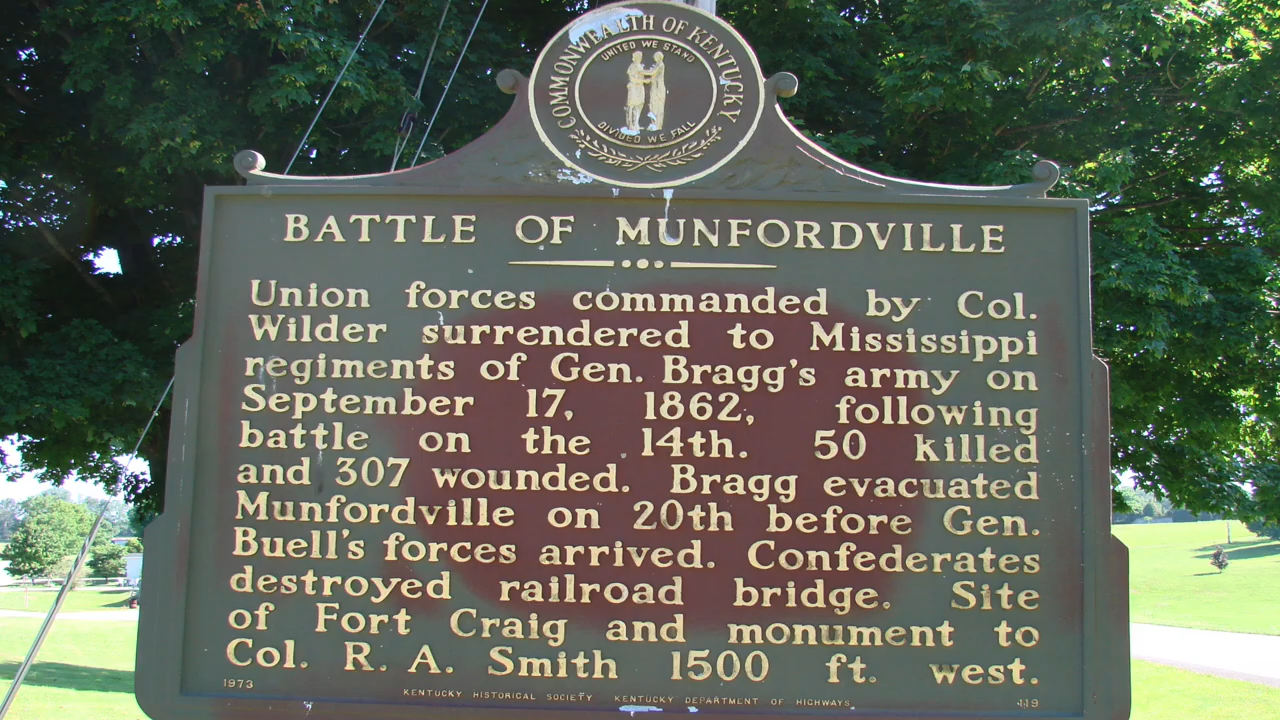 COMMONWEALTH OF KENTUCKY
UNITED WE STAND
DIVIDED WE FALL
BATTLE OF MUNFORDVILLE
Union forces commanded by Col.
Wilder surrendered to Mississippi
regiments of Gen. Bragg's army on
September 17, 1862, following
battle on the 14th. 50 killed
and 307 wounded. Bragg evacuated
Munfordville on 20th before Gen.
Buell's forces arrived. Confederates
destroyed railroad bridge. Site
of Fort Craig and monument to
Col. R. A. Smith 1500 ft. west.
1973 KENTUCKY HISTORICAL SOCIETY KENTUCKY DEPARTMENT OF HIGHWAYS 119